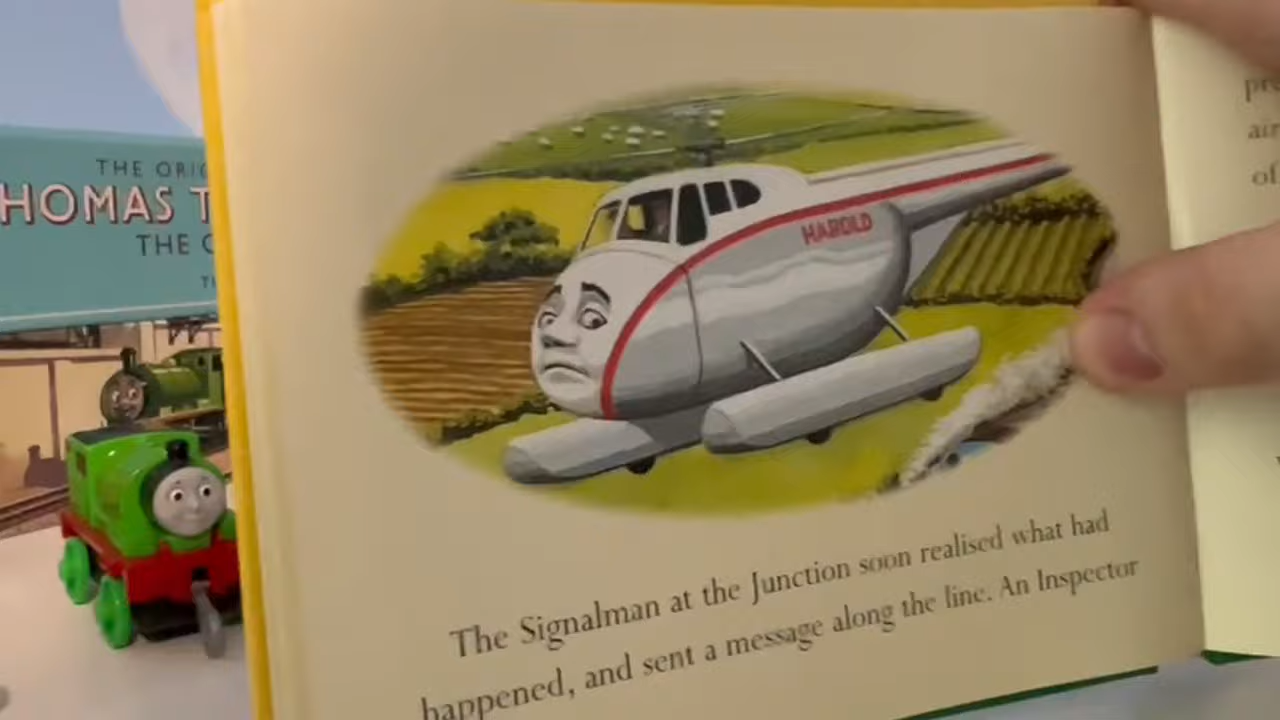 THE ORIG
HOMAS T
THE C
HAROLD
The Signalman at the Junction soon realised what had
happened, and sent a message along the line. An Inspector
of